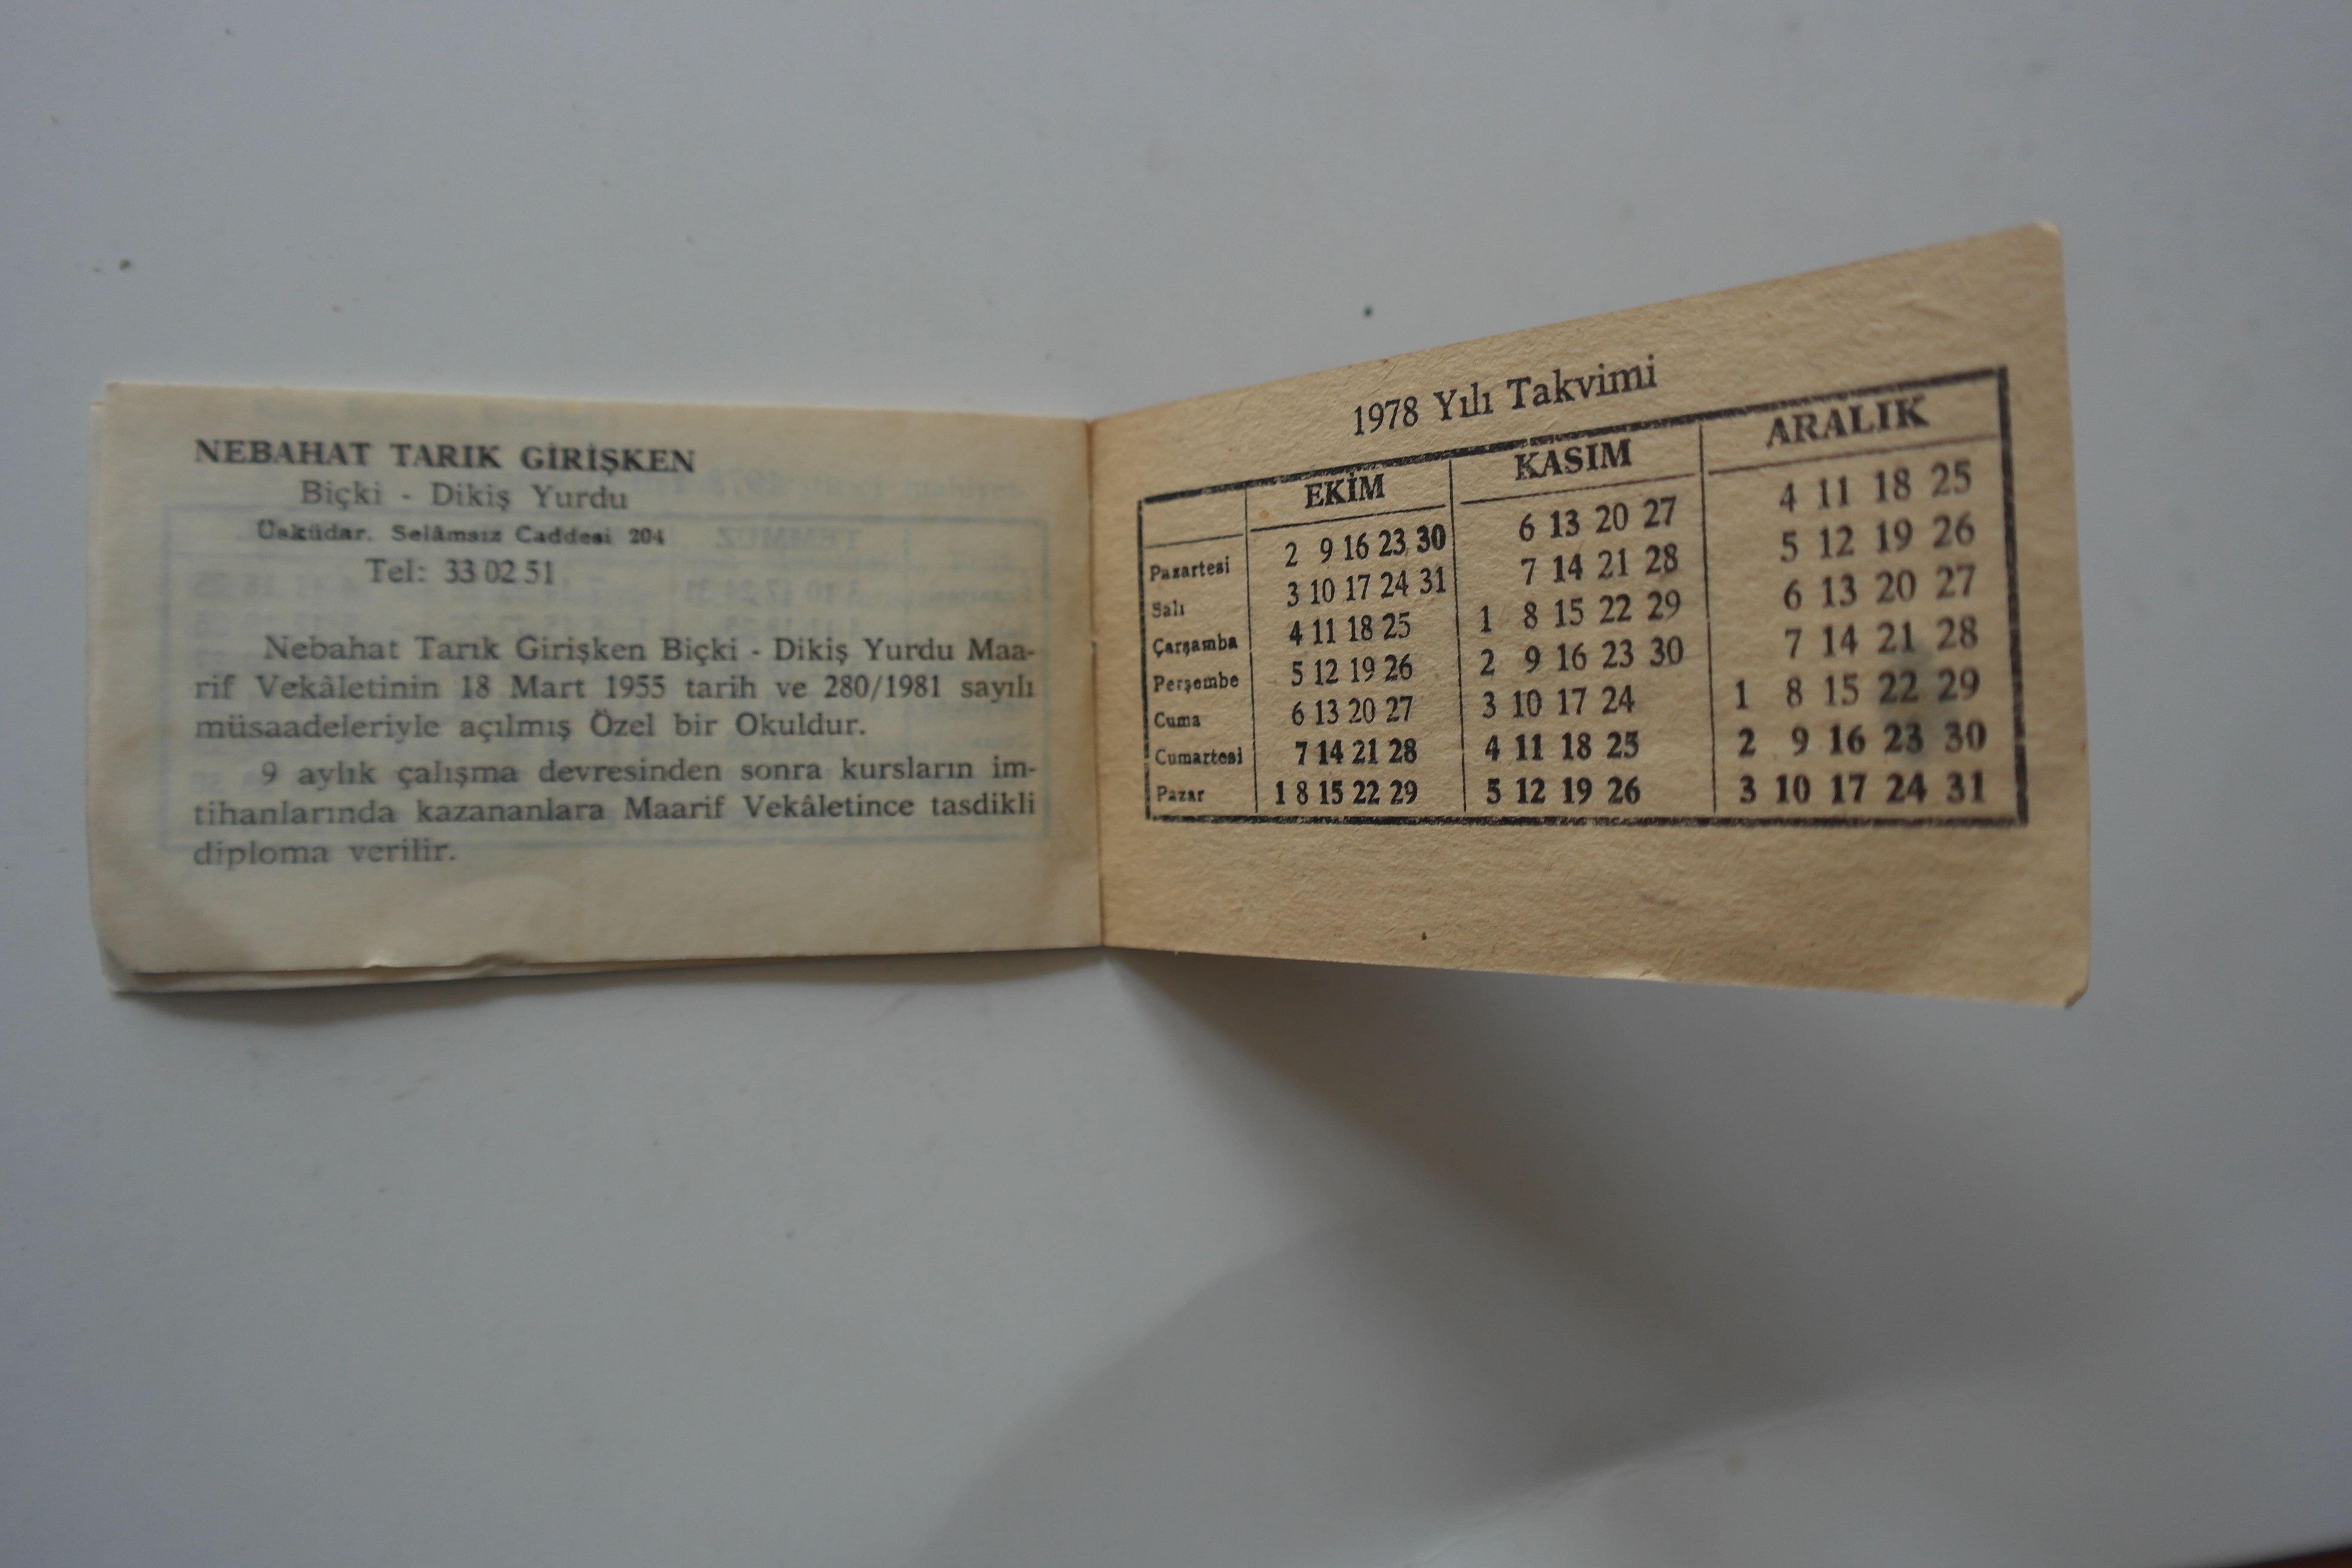 NEBAHAT TARIK GİRİŞKEN
Biçki - Dikiş Yurdu
Üsküdar. Selâmsız Caddesi 204
Tel: 33 02 51
Nebahat Tarık Girişken Biçki - Dikiş Yurdu Maa-
rif Vekâletinin 18 Mart 1955 tarih ve 280/1981 sayılı
müsaadeleriyle açılmış Özel bir Okuldur.
9 aylık çalışma devresinden sonra kursların im-
tihanlarında kazananlara Maarif Vekâletince tasdikli
diploma verilir.
1978 Yılı Takvimi
EKİM KASIM ARALIK
Pazartesi 2 9 16 23 30 6 13 20 27 4 11 18 25
Salı 3 10 17 24 31 7 14 21 28 5 12 19 26
Çarşamba 4 11 18 25 1 8 15 22 29 6 13 20 27
Perşembe 5 12 19 26 2 9 16 23 30 7 14 21 28
Cuma 6 13 20 27 3 10 17 24 1 8 15 22 29
Cumartesi 7 14 21 28 4 11 18 25 2 9 16 23 30
Pazar 1 8 15 22 29 5 12 19 26 3 10 17 24 31